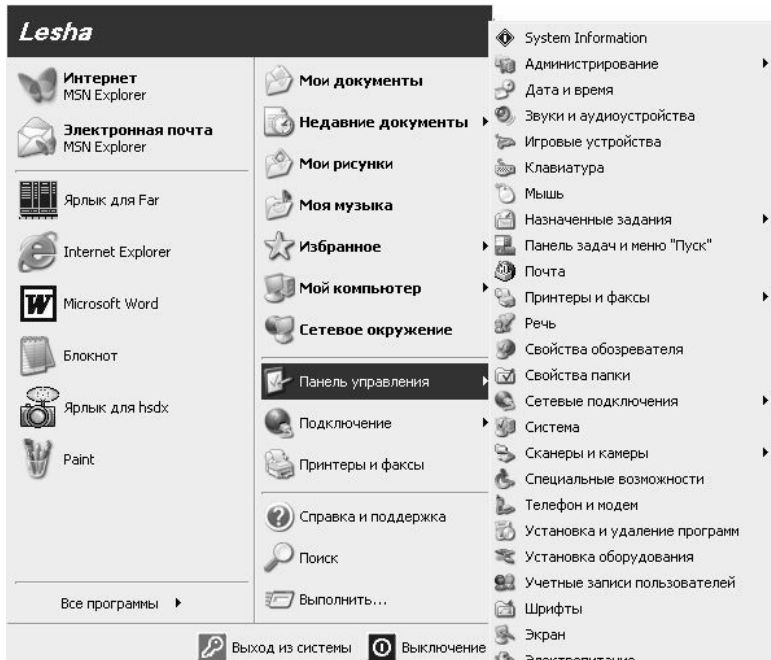 Lesha
Интернет
MSN Explorer
Электронная почта
MSN Explorer
Ярлык для Far
Internet Explorer
Microsoft Word
Блокнот
Ярлык для hsdx
Paint
Все программы
Мои документы
Недавние документы
Мои рисунки
Моя музыка
Избранное
Мой компьютер
Сетевое окружение
Панель управления
Подключение
Принтеры и факсы
Справка и поддержка
Поиск
Выполнить...
Выход из системы
Выключение
System Information
Администрирование
Дата и время
Звуки и аудиоустройства
Игровые устройства
Клавиатура
Мышь
Назначенные задания
Панель задач и меню "Пуск"
Почта
Принтеры и факсы
Речь
Свойства обозревателя
Свойства папки
Сетевые подключения
Система
Сканеры и камеры
Специальные возможности
Телефон и модем
Установка и удаление программ
Установка оборудования
Учетные записи пользователей
Шрифты
Экран
Электропитание